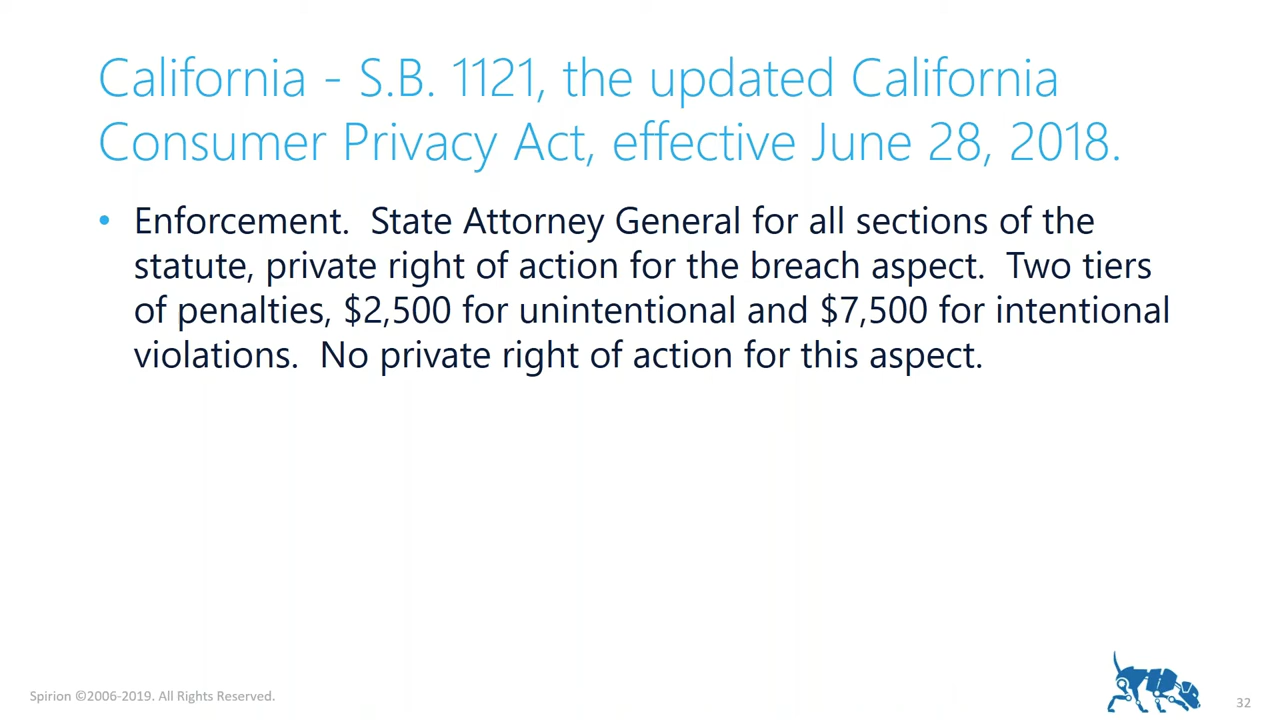 California - S.B. 1121, the updated California
Consumer Privacy Act, effective June 28, 2018.
• Enforcement.  State Attorney General for all sections of the
statute, private right of action for the breach aspect.  Two tiers
of penalties, $2,500 for unintentional and $7,500 for intentional
violations.  No private right of action for this aspect.
Spirion ©2006-2019. All Rights Reserved.
32